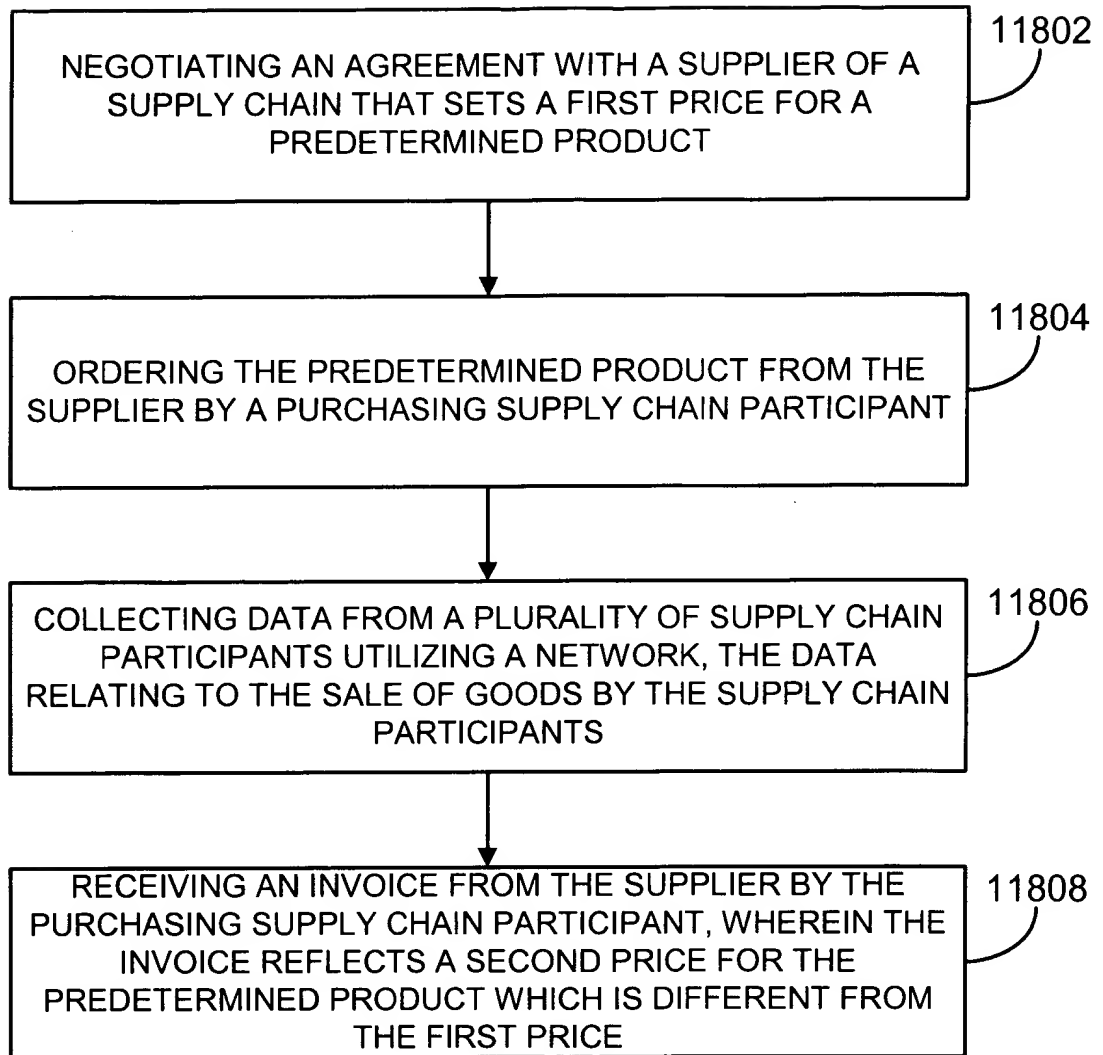 11802
NEGOTIATING AN AGREEMENT WITH A SUPPLIER OF A
SUPPLY CHAIN THAT SETS A FIRST PRICE FOR A
PREDETERMINED PRODUCT
11804
ORDERING THE PREDETERMINED PRODUCT FROM THE
SUPPLIER BY A PURCHASING SUPPLY CHAIN PARTICIPANT
11806
COLLECTING DATA FROM A PLURALITY OF SUPPLY CHAIN
PARTICIPANTS UTILIZING A NETWORK, THE DATA
RELATING TO THE SALE OF GOODS BY THE SUPPLY CHAIN
PARTICIPANTS
11808
RECEIVING AN INVOICE FROM THE SUPPLIER BY THE
PURCHASING SUPPLY CHAIN PARTICIPANT, WHEREIN THE
INVOICE REFLECTS A SECOND PRICE FOR THE
PREDETERMINED PRODUCT WHICH IS DIFFERENT FROM
THE FIRST PRICE